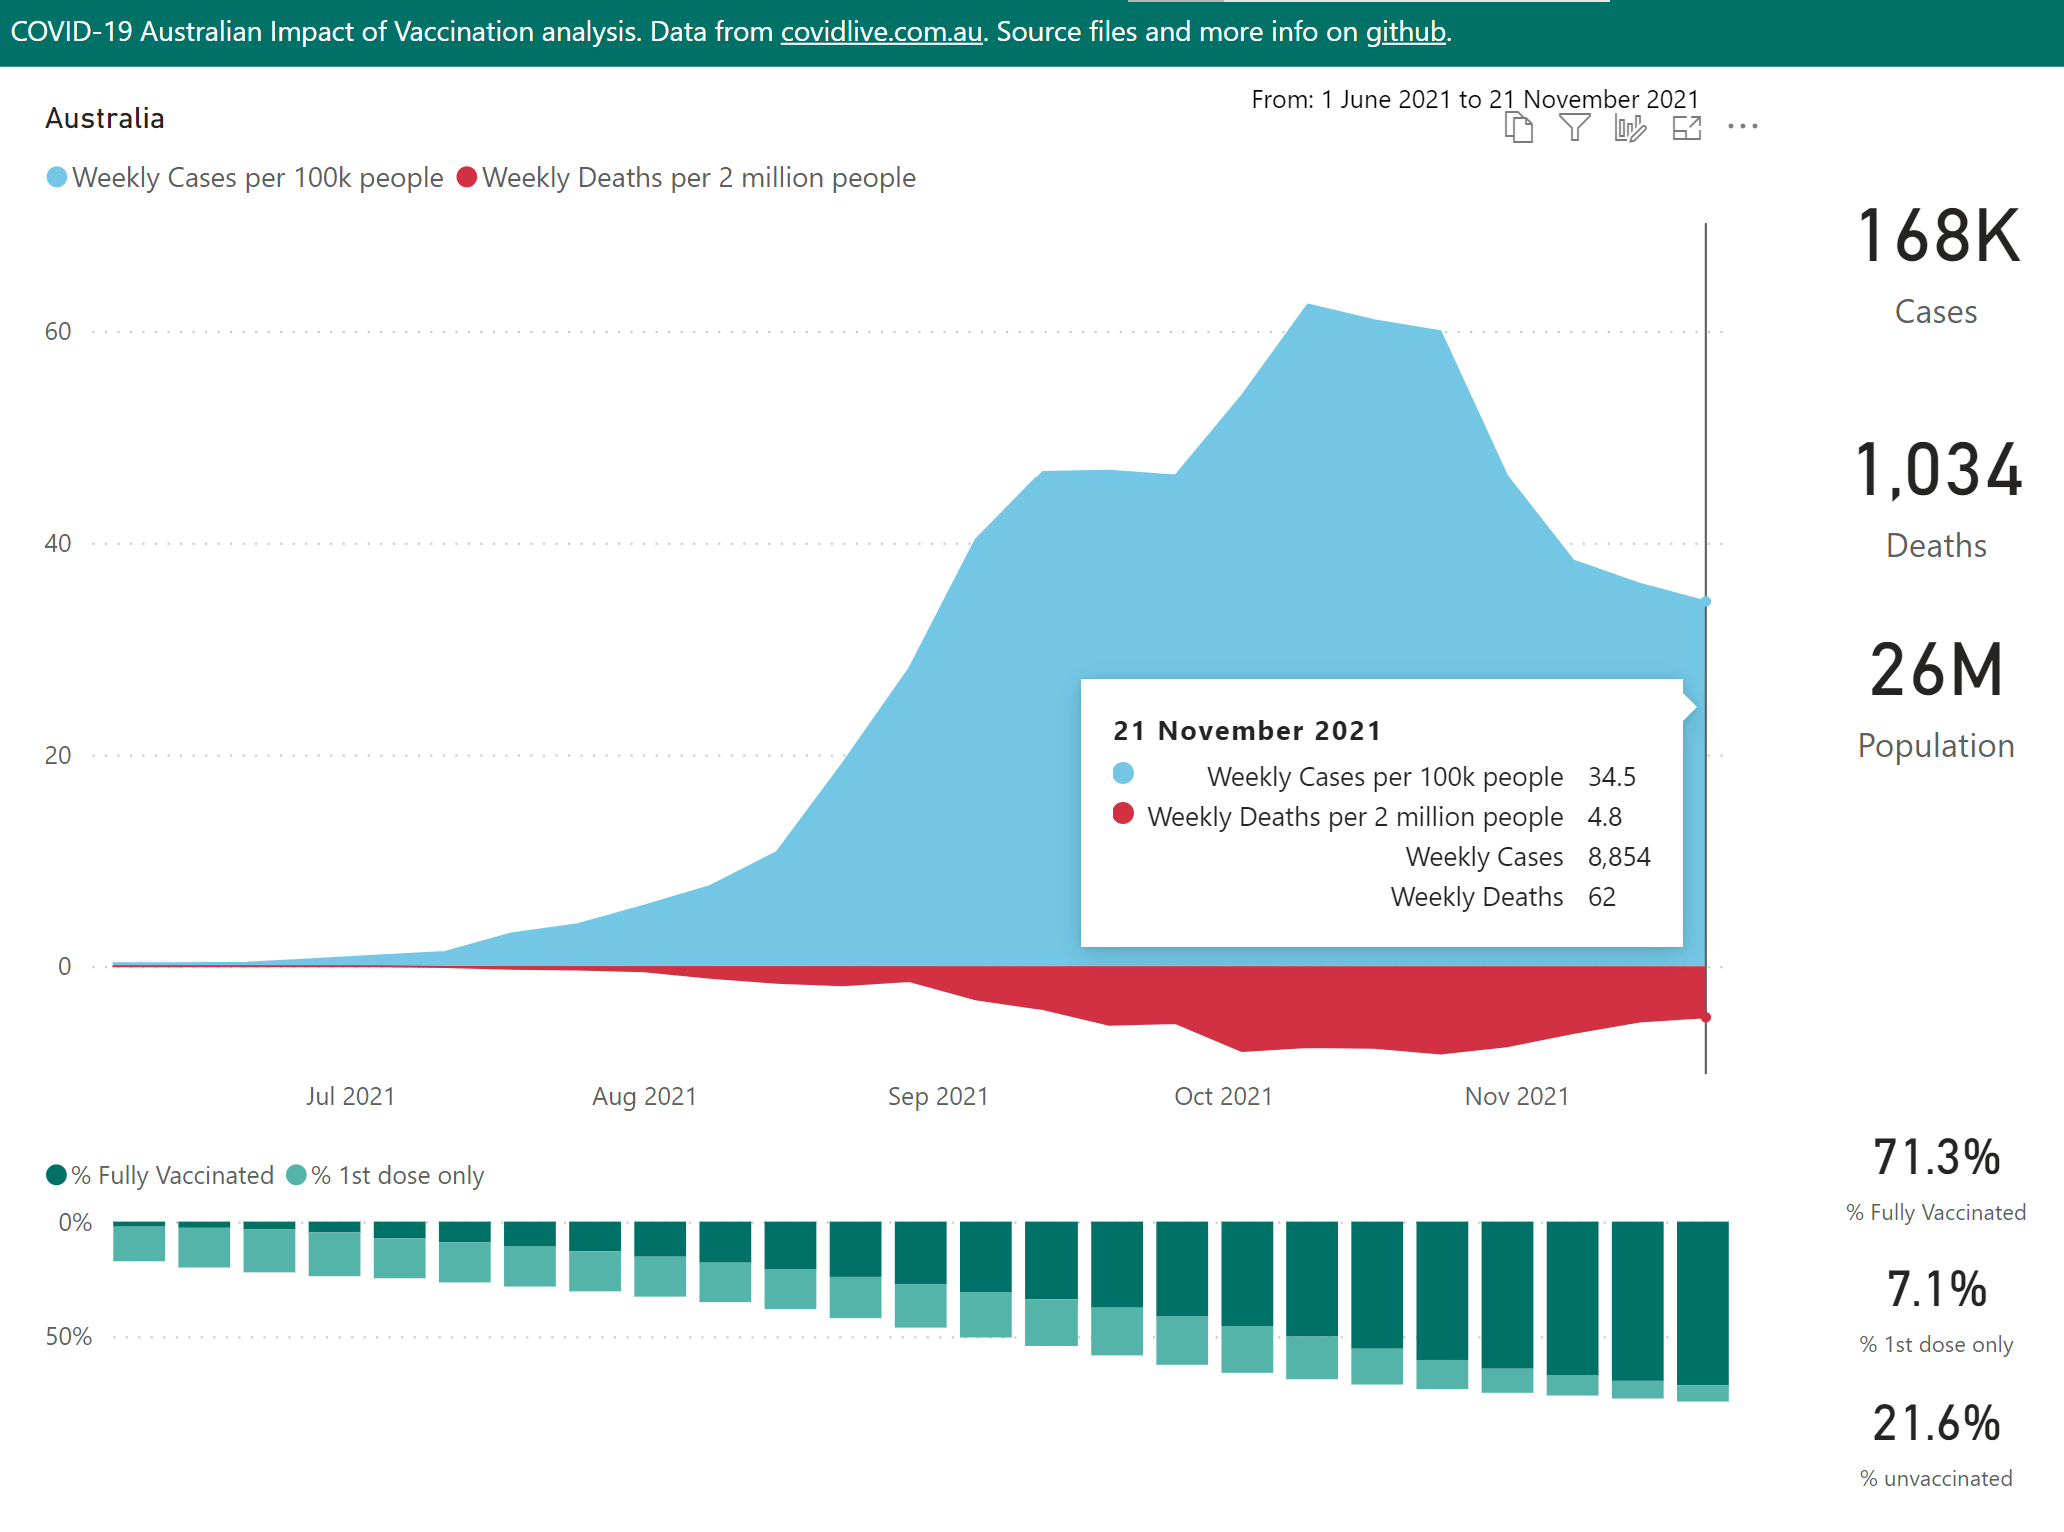 COVID-19 Australian Impact of Vaccination analysis. Data from covidlive.com.au. Source files and more info on github.
From: 1 June 2021 to 21 November 2021
Australia
Weekly Cases per 100k people Weekly Deaths per 2 million people
168K
Cases
1,034
Deaths
26M
Population
60
40
20
0
21 November 2021
Weekly Cases per 100k people 34.5
Weekly Deaths per 2 million people 4.8
Weekly Cases 8,854
Weekly Deaths 62
Jul 2021 Aug 2021 Sep 2021 Oct 2021 Nov 2021
% Fully Vaccinated % 1st dose only
0%
50%
71.3%
% Fully Vaccinated
7.1%
% 1st dose only
21.6%
% unvaccinated